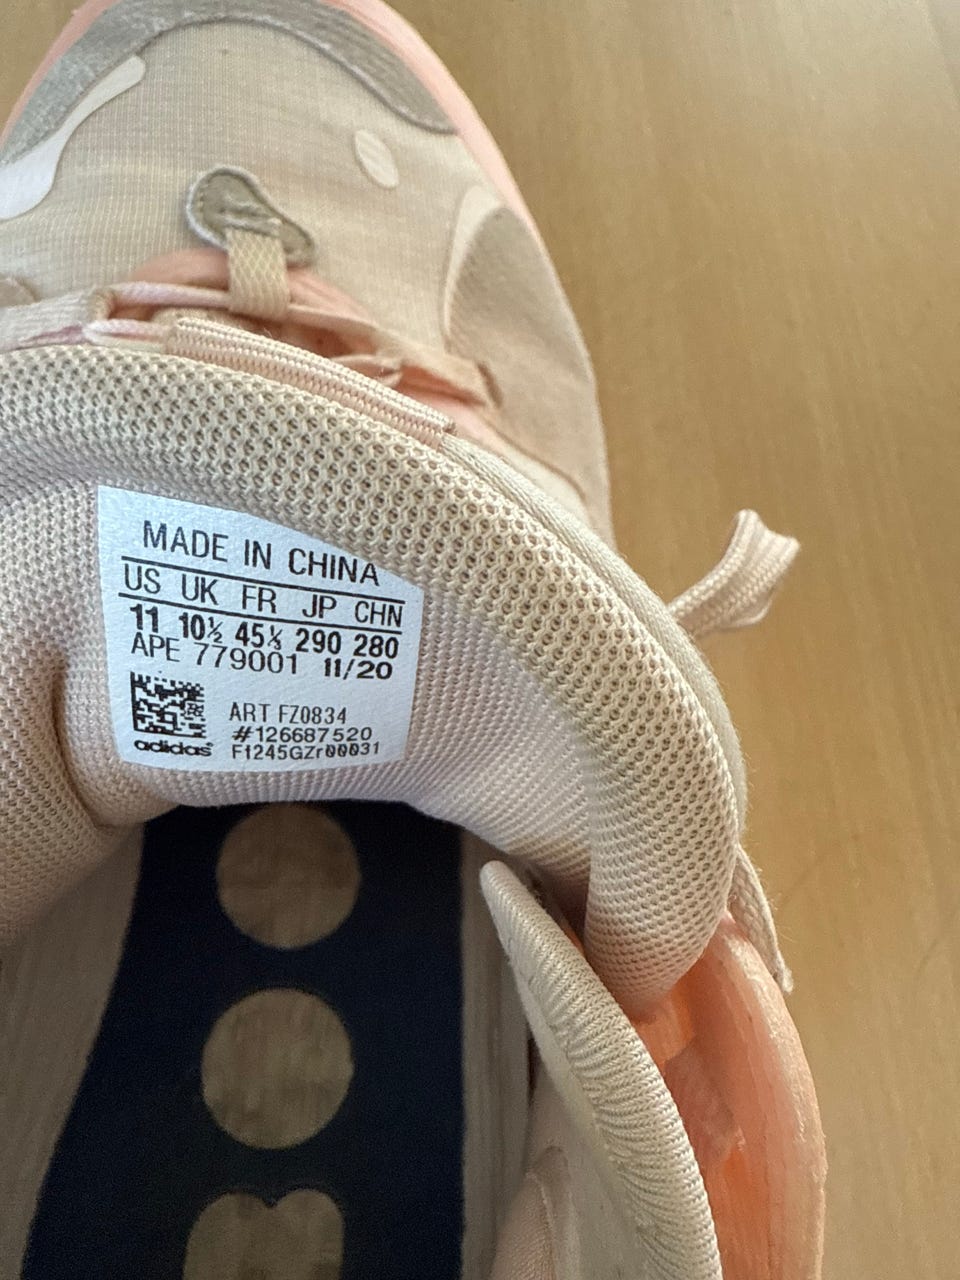 MADE IN CHINA
US UK FR JP CHN
11 10½ 45⅓ 290 280
APE 779001 11/20
ART FZ0834
#126687520
adidas F1245GZr00031